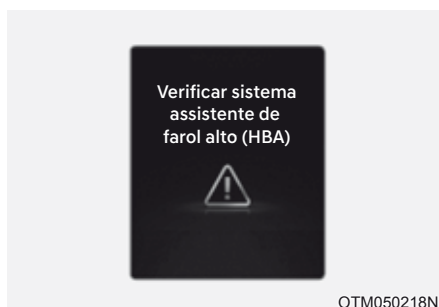 Verificar sistema
assistente de
farol alto (HBA)
OTM050218N